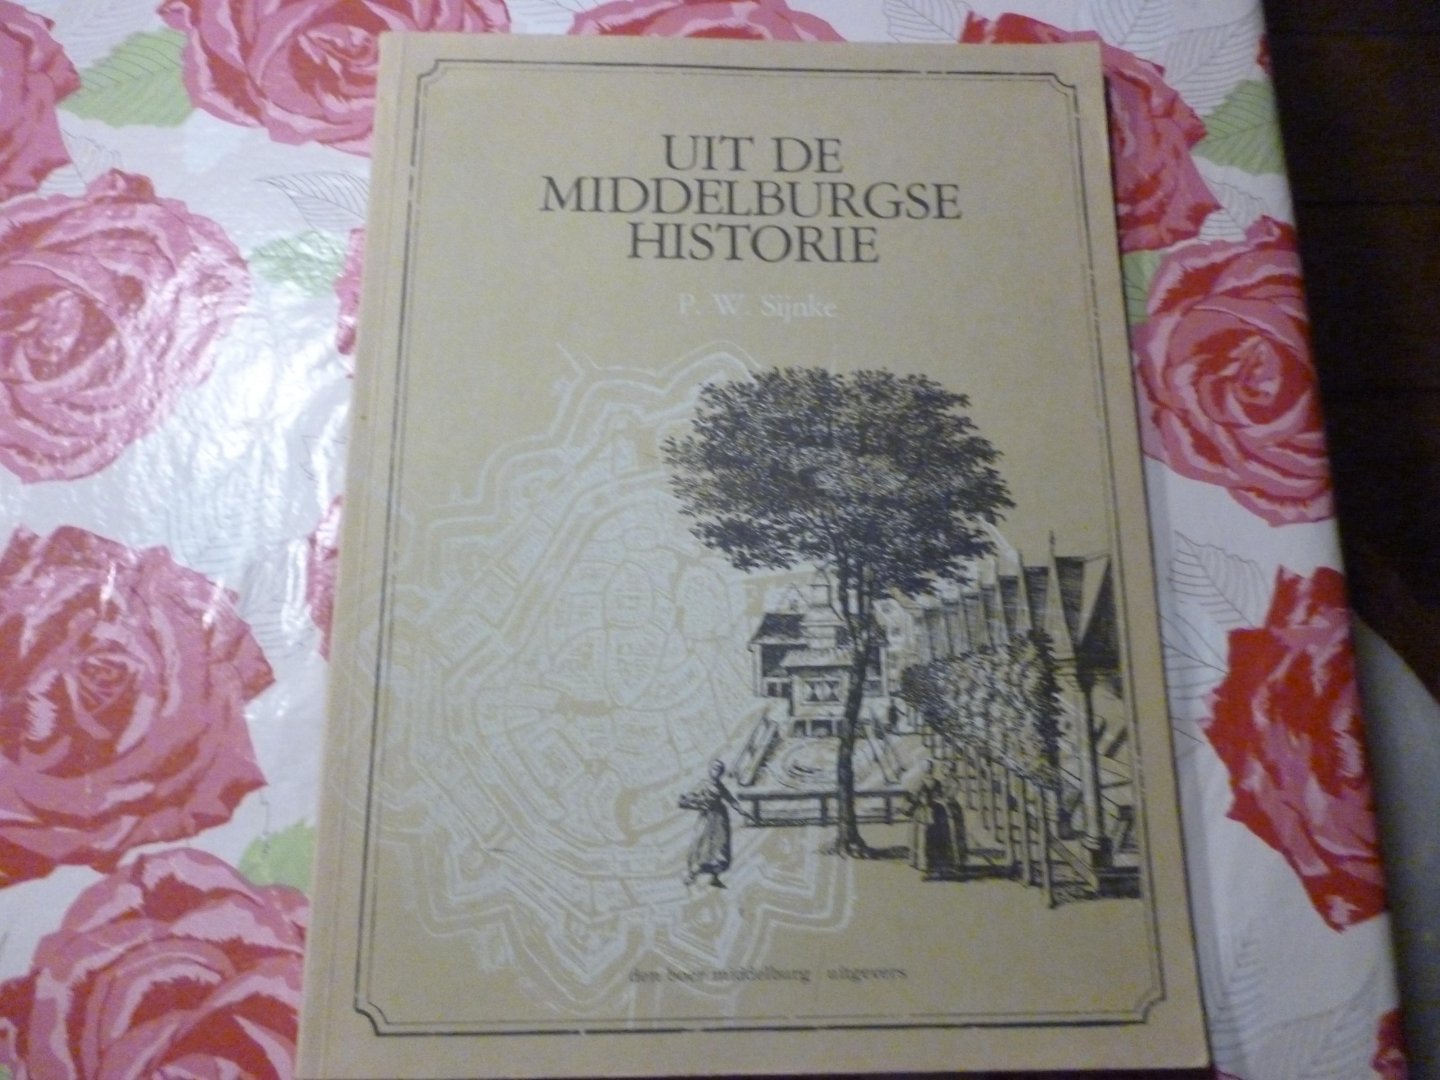 UIT DE
MIDDELBURGSE
HISTORIE
P. W. Sijnke
den boer middelburg uitgevers